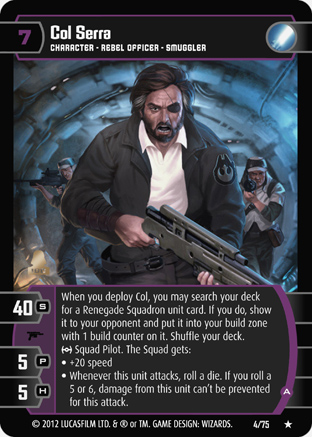 7
Col Serra
CHARACTER • REBEL OFFICER • SMUGGLER
40 S
5 P
5 H
When you deploy Col, you may search your deck
for a Renegade Squadron unit card. If you do, show
it to your opponent and put it into your build zone
with 1 build counter on it. Shuffle your deck.
Squad Pilot. The Squad gets:
• +20 speed
• Whenever this unit attacks, roll a die. If you roll a
5 or 6, damage from this unit can't be prevented
for this attack.
A
© 2012 LUCASFILM LTD. & ® or TM. GAME DESIGN: WIZARDS.
4/75